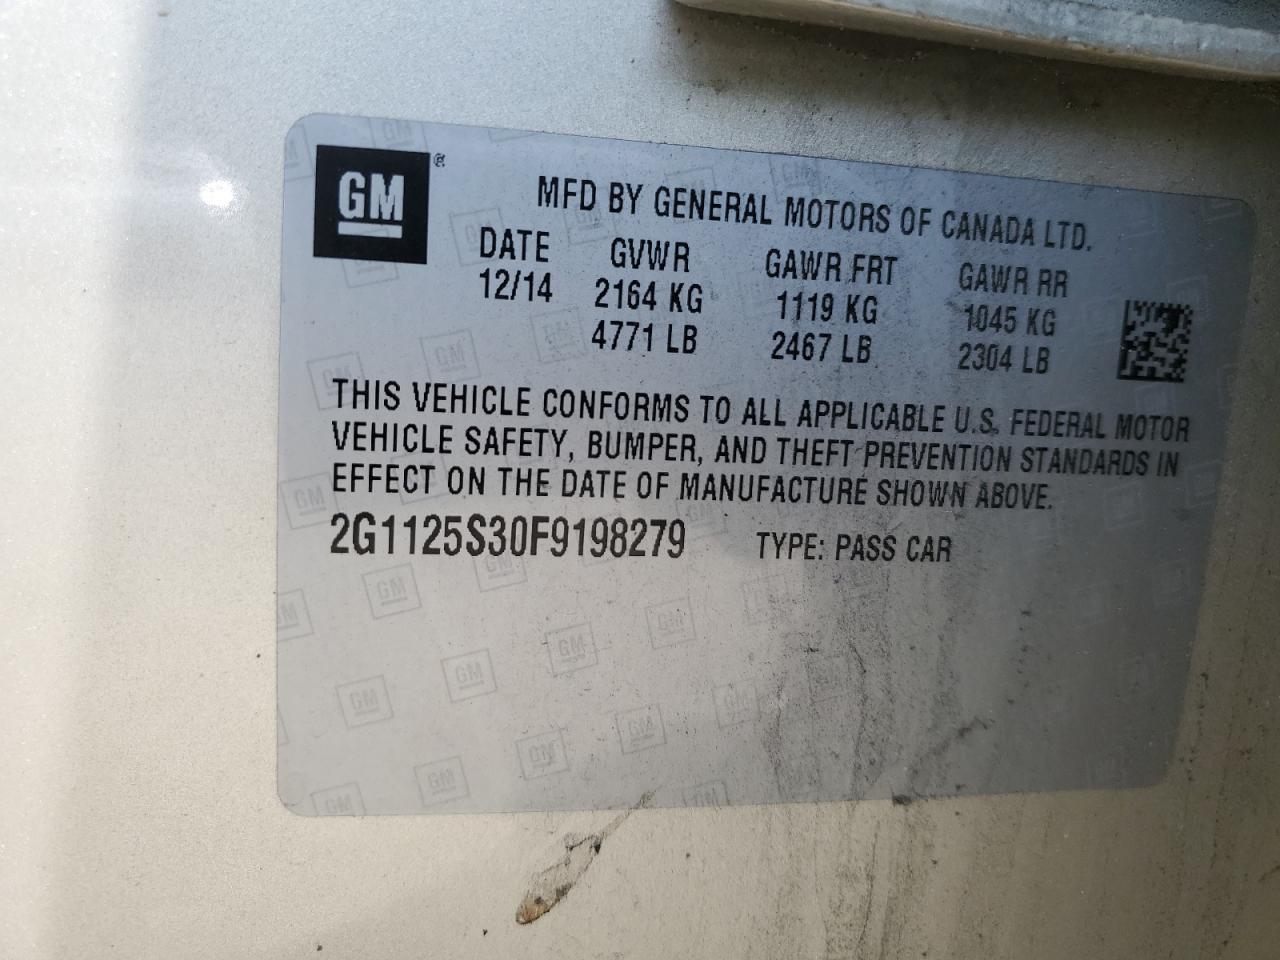 GM®
MFD BY GENERAL MOTORS OF CANADA LTD.
DATE GVWR GAWR FRT GAWR RR
12/14 2164 KG 1119 KG 1045 KG
4771 LB 2467 LB 2304 LB
THIS VEHICLE CONFORMS TO ALL APPLICABLE U.S. FEDERAL MOTOR
VEHICLE SAFETY, BUMPER, AND THEFT PREVENTION STANDARDS IN
EFFECT ON THE DATE OF MANUFACTURE SHOWN ABOVE.
2G1125S30F9198279 TYPE: PASS CAR